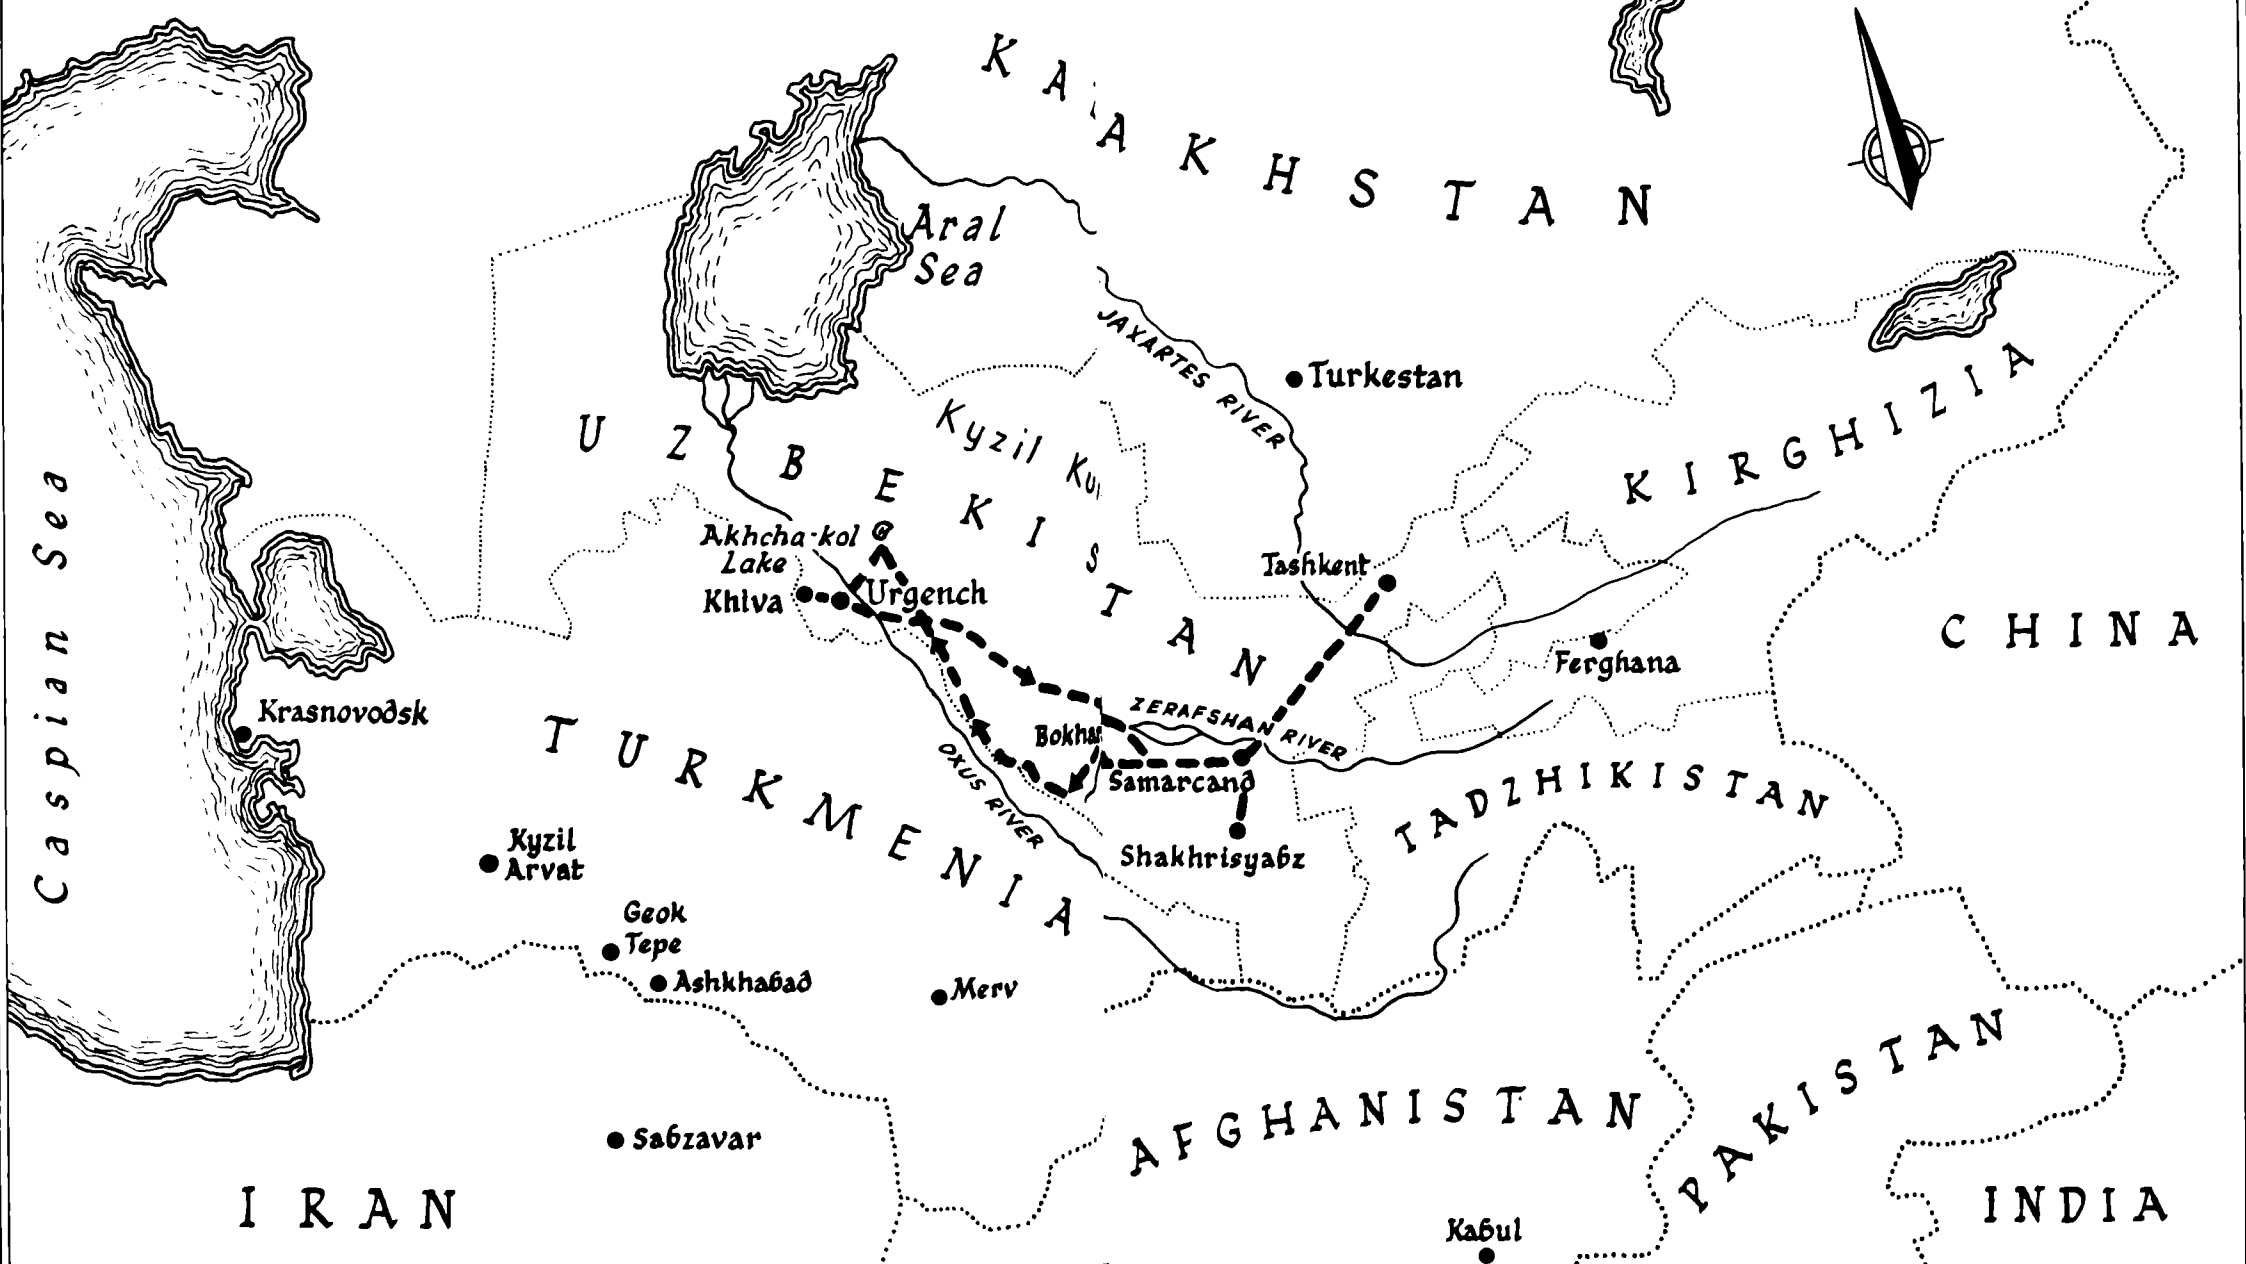 KAZAKHSTAN
Aral
Sea
JAXARTES RIVER
Turkestan
Kyzil
UZBEKISTAN
KIRGHIZIA
Caspian Sea
Akhcha-kol
Lake
Khiva
Urgench
Tashkent
CHINA
Ferghana
Krasnovodsk
ZERAFSHAN RIVER
Bokhar
TURKMENIA
OXUS RIVER
Samarcand
TADZHIKISTAN
Shakhrisyabz
Kyzil
Arvat
Geok
Tepe
Ashkhabad
Merv
AFGHANISTAN
PAKISTAN
Sabzavar
IRAN
INDIA
Kabul